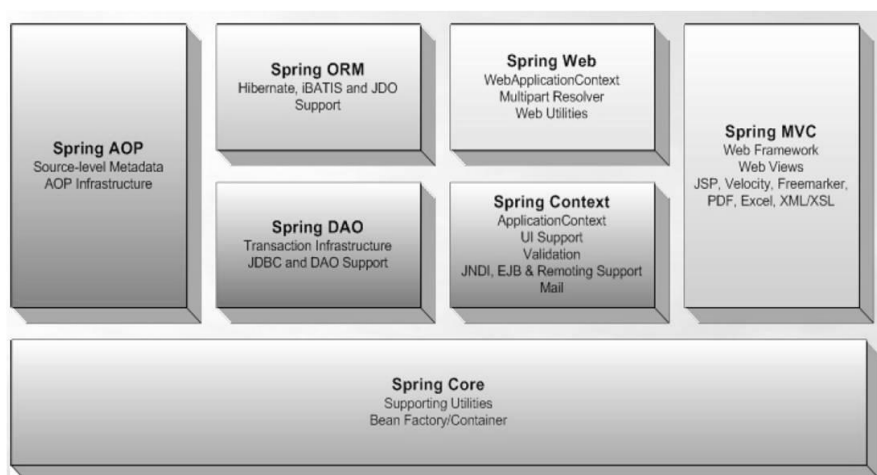 Spring AOP
Source-level Metadata
AOP Infrastructure
Spring ORM
Hibernate, iBATIS and JDO
Support
Spring DAO
Transaction Infrastructure
JDBC and DAO Support
Spring Web
WebApplicationContext
Multipart Resolver
Web Utilities
Spring Context
ApplicationContext
UI Support
Validation
JNDI, EJB & Remoting Support
Mail
Spring MVC
Web Framework
Web Views
JSP, Velocity, Freemarker,
PDF, Excel, XML/XSL
Spring Core
Supporting Utilities
Bean Factory/Container